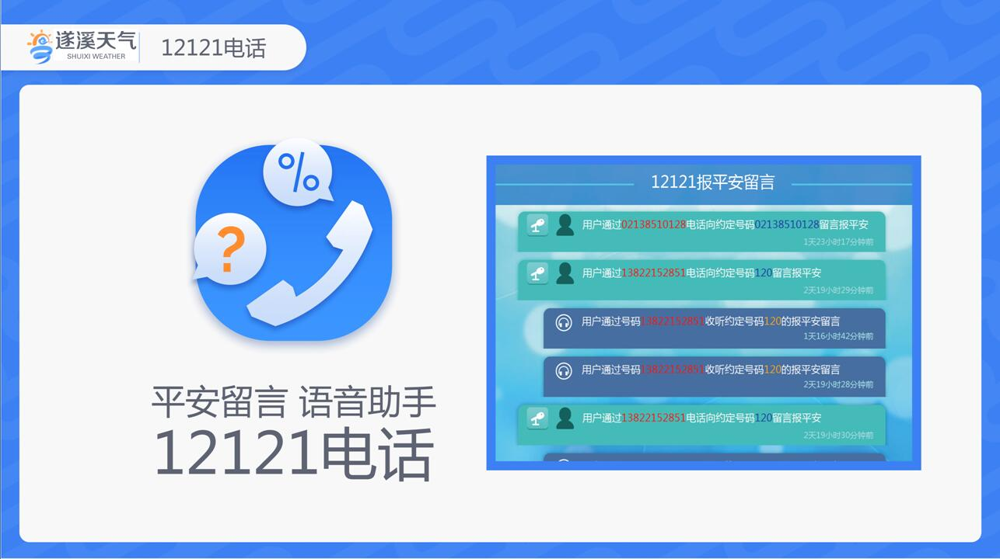 遂溪天气
SHUIXI WEATHER
12121电话
%
?
平安留言 语音助手
12121电话
12121报平安留言
用户通过02138510128电话向约定号码02138510128留言报平安
1天23小时17分钟前
用户通过13822152851电话向约定号码120留言报平安
2天19小时29分钟前
用户通过号码13822152851收听约定号码120的报平安留言
1天16小时42分钟前
用户通过号码13822152851收听约定号码120的报平安留言
2天19小时28分钟前
用户通过13822152851电话向约定号码120留言报平安
2天19小时30分钟前